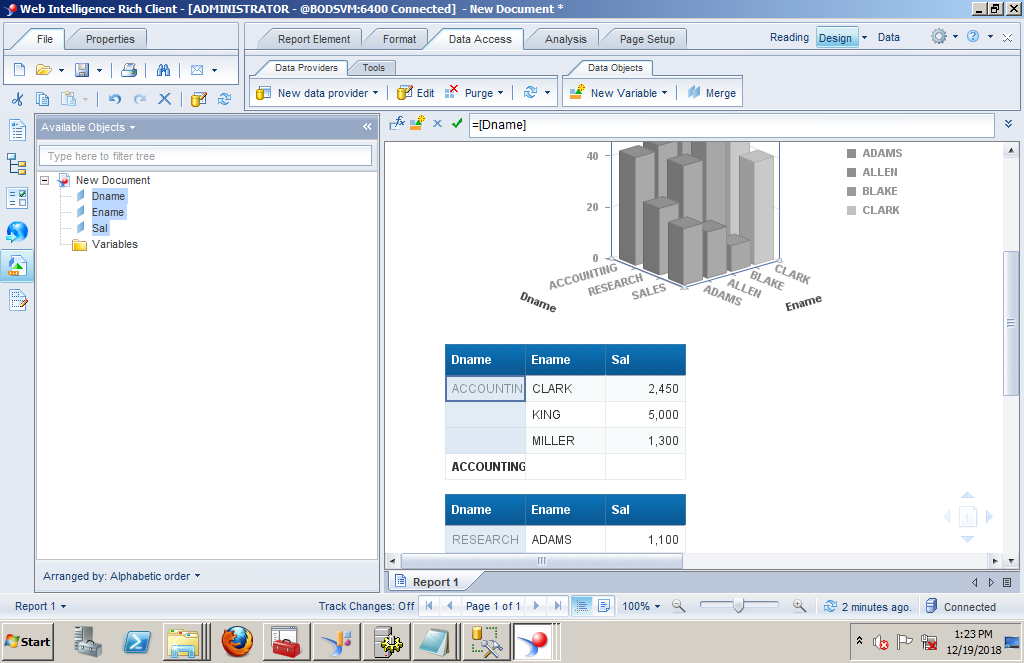 Web Intelligence Rich Client - [ADMINISTRATOR - @BODSVM:6400 Connected] - New Document *
File Properties
Report Element Format Data Access Analysis Page Setup
Reading Design Data
Data Providers Tools
Data Objects
New data provider Edit Purge
New Variable Merge
Available Objects
=[Dname]
Type here to filter tree
New Document
Dname
Ename
Sal
Variables
Arranged by: Alphabetic order
40
20
0
ACCOUNTING
RESEARCH
SALES
Dname
ADAMS
ALLEN
BLAKE
CLARK
Ename
ADAMS
ALLEN
BLAKE
CLARK
Dname Ename Sal
ACCOUNTIN CLARK 2,450
KING 5,000
MILLER 1,300
ACCOUNTING
Dname Ename Sal
RESEARCH ADAMS 1,100
1
Report 1
Report 1 Track Changes: Off Page 1 of 1 100% 2 minutes ago. Connected
Start
1:23 PM
12/19/2018